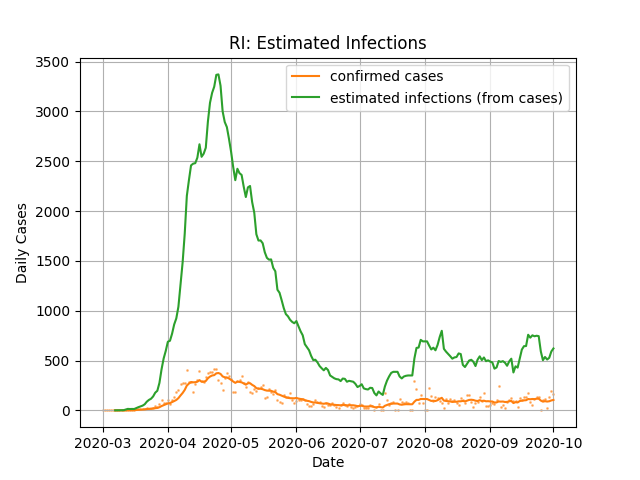 RI: Estimated Infections
confirmed cases
estimated infections (from cases)
3500
3000
2500
2000
1500
1000
500
0
Daily Cases
2020-03 2020-04 2020-05 2020-06 2020-07 2020-08 2020-09 2020-10
Date